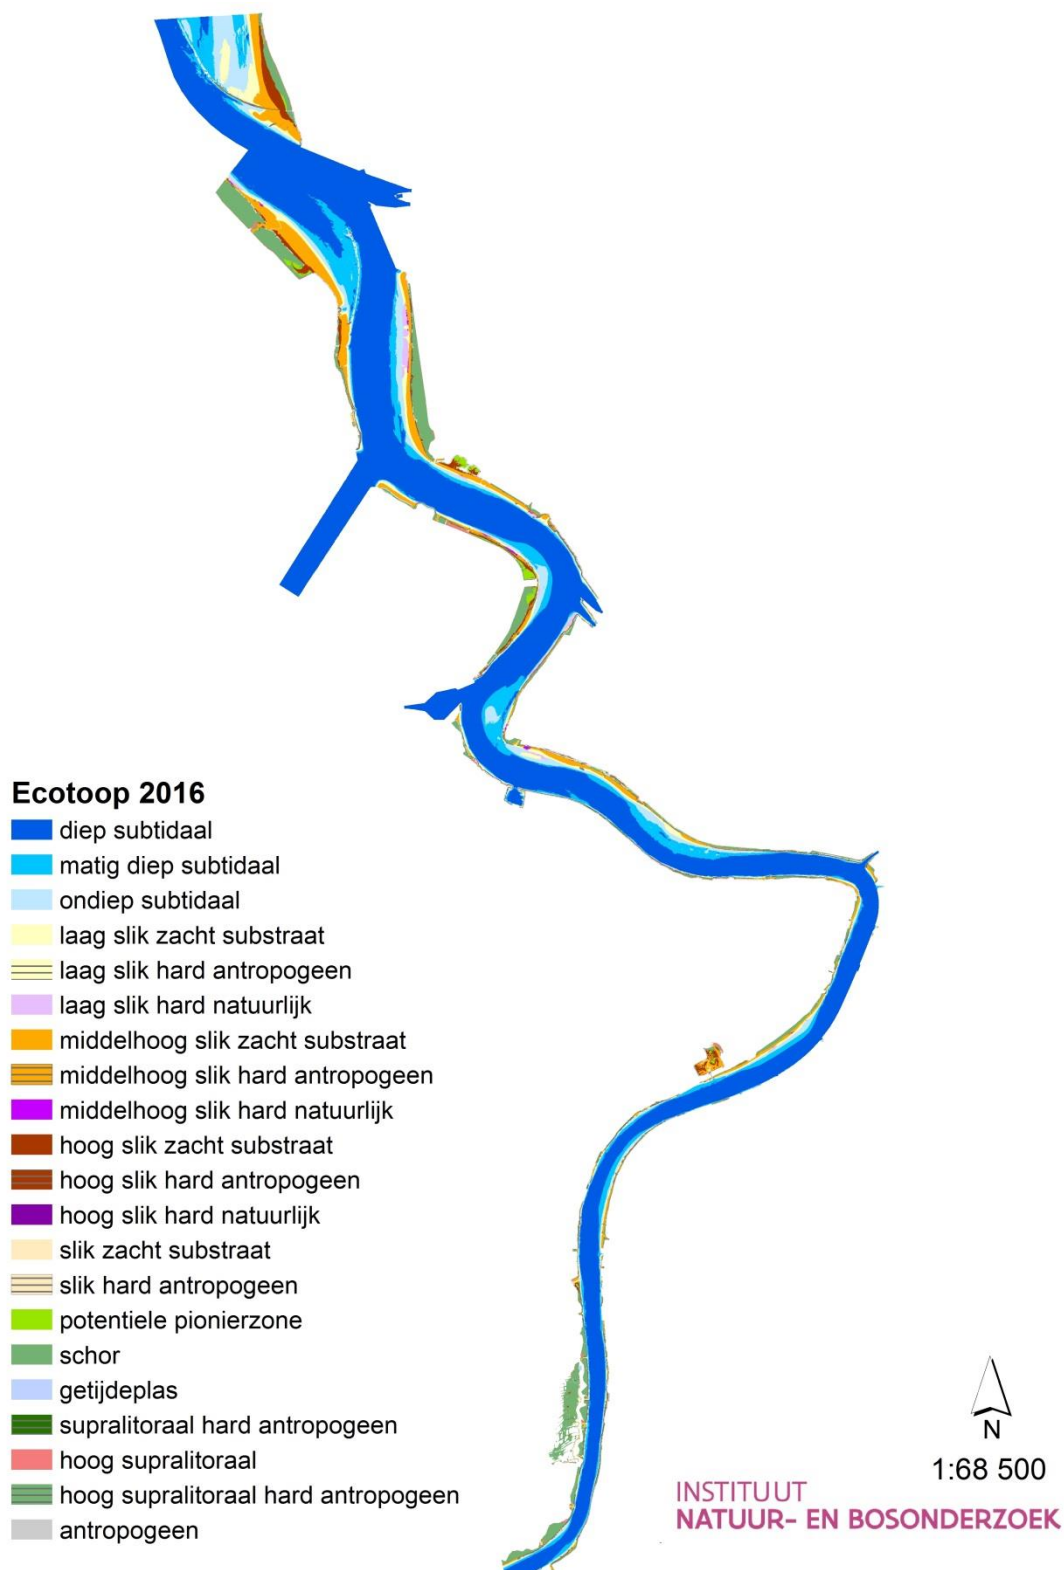 Ecotoop 2016
diep subtidaal
matig diep subtidaal
ondiep subtidaal
laag slik zacht substraat
laag slik hard antropogeen
laag slik hard natuurlijk
middelhoog slik zacht substraat
middelhoog slik hard antropogeen
middelhoog slik hard natuurlijk
hoog slik zacht substraat
hoog slik hard antropogeen
hoog slik hard natuurlijk
slik zacht substraat
slik hard antropogeen
potentiele pionierzone
schor
getijdeplas
supralitoraal hard antropogeen
hoog supralitoraal
hoog supralitoraal hard antropogeen
antropogeen
N
1:68 500
INSTITUUT
NATUUR- EN BOSONDERZOEK